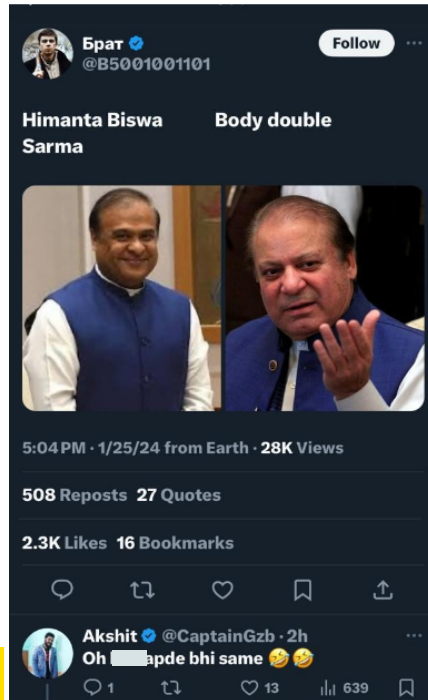 Брат
Follow
@B5001001101
Himanta Biswa Body double
Sarma
5:04 PM · 1/25/24 from Earth · 28K Views
508 Reposts 27 Quotes
2.3K Likes 16 Bookmarks
Akshit @CaptainGzb · 2h
Oh apde bhi same 🤣🤣
1 13 639